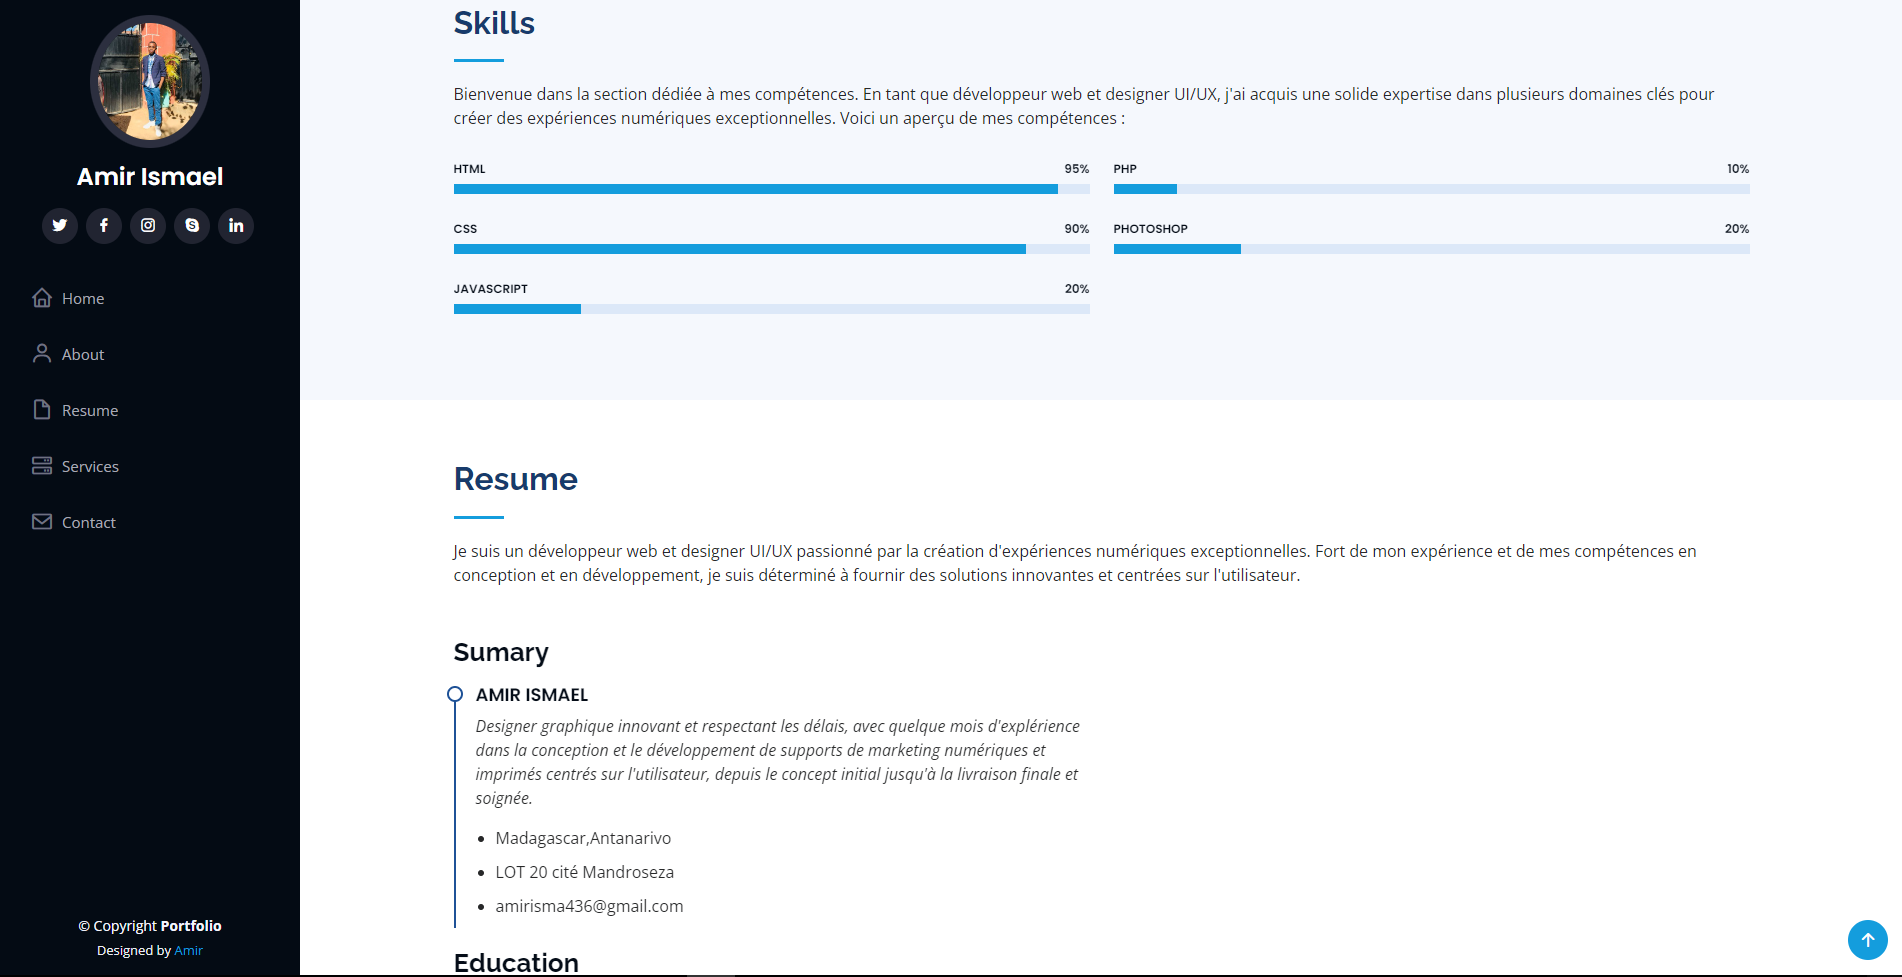 Amir Ismael
Home
About
Resume
Services
Contact
© Copyright Portfolio
Designed by Amir
Skills
Bienvenue dans la section dédiée à mes compétences. En tant que développeur web et designer UI/UX, j'ai acquis une solide expertise dans plusieurs domaines clés pour
créer des expériences numériques exceptionnelles. Voici un aperçu de mes compétences :
HTML 95%
CSS 90%
JAVASCRIPT 20%
PHP 10%
PHOTOSHOP 20%
Resume
Je suis un développeur web et designer UI/UX passionné par la création d'expériences numériques exceptionnelles. Fort de mon expérience et de mes compétences en
conception et en développement, je suis déterminé à fournir des solutions innovantes et centrées sur l'utilisateur.
Sumary
AMIR ISMAEL
Designer graphique innovant et respectant les délais, avec quelque mois d'explérience
dans la conception et le développement de supports de marketing numériques et
imprimés centrés sur l'utilisateur, depuis le concept initial jusqu'à la livraison finale et
soignée.
Madagascar,Antanarivo
LOT 20 cité Mandroseza
amirisma436@gmail.com
Education